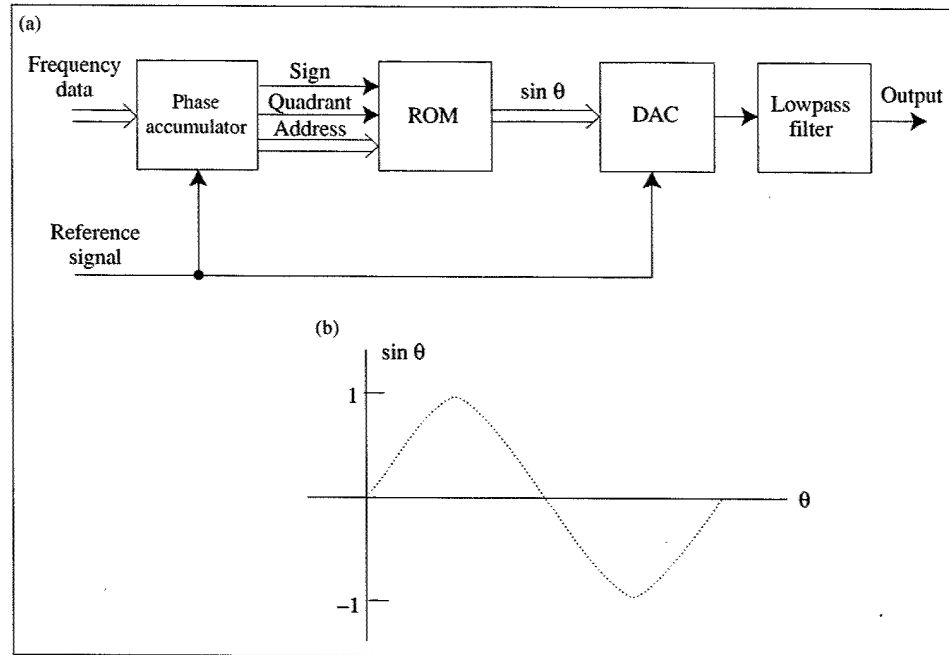 (a)
Frequency
data
Phase
accumulator
Sign
Quadrant
Address
ROM
sin θ
DAC
Lowpass
filter
Output
Reference
signal
(b)
sin θ
1
θ
−1